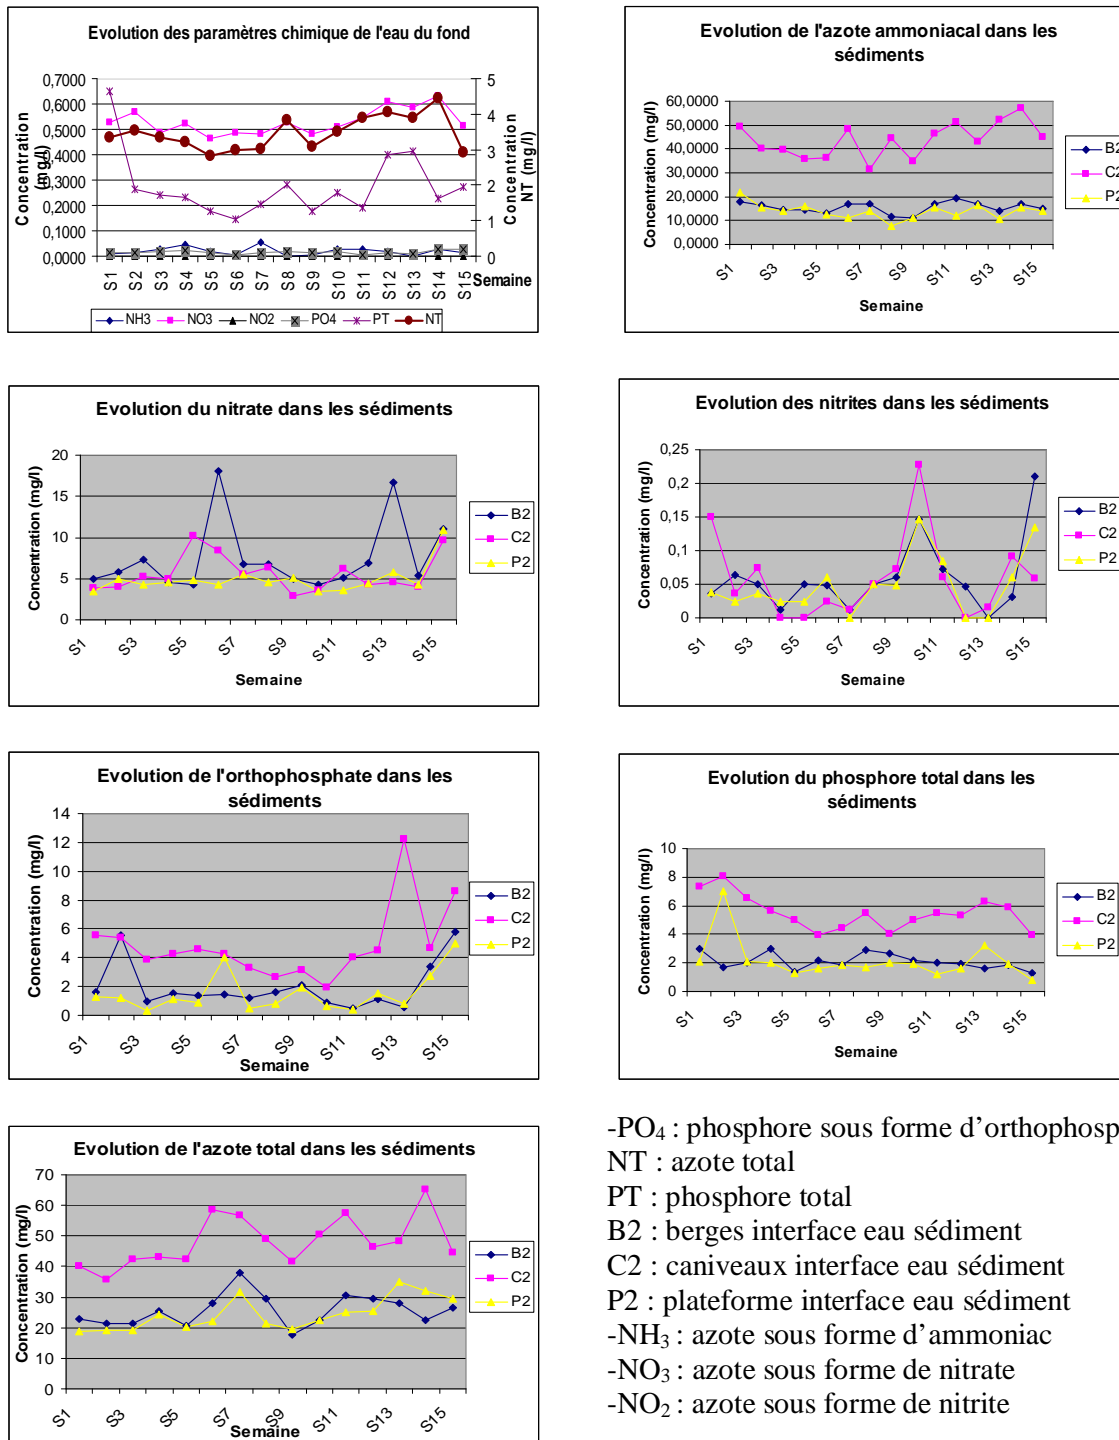 Evolution des paramètres chimique de l'eau du fond
Concentration (mg/l)
0,7000
0,6000
0,5000
0,4000
0,3000
0,2000
0,1000
0,0000
5
4
3
2
1
0
Concentration NT (mg/l)
S1 S2 S3 S4 S5 S6 S7 S8 S9 S10 S11 S12 S13 S14 S15
Semaine
NH3 NO3 NO2 PO4 PT NT
Evolution de l'azote ammoniacal dans les
sédiments
Concentration (mg/l)
60,0000
50,0000
40,0000
30,0000
20,0000
10,0000
0,0000
S1 S3 S5 S7 S9 S11 S13 S15
Semaine
B2
C2
P2
Evolution du nitrate dans les sédiments
Concentration (mg/l)
20
15
10
5
0
S1 S3 S5 S7 S9 S11 S13 S15
Semaine
B2
C2
P2
Evolution des nitrites dans les sédiments
Concentration (mg/l)
0,25
0,2
0,15
0,1
0,05
0
S1 S3 S5 S7 S9 S11 S13 S15
Semaine
B2
C2
P2
Evolution de l'orthophosphate dans les
sédiments
Concentration (mg/l)
14
12
10
8
6
4
2
0
S1 S3 S5 S7 S9 S11 S13 S15
Semaine
B2
C2
P2
Evolution du phosphore total dans les
sédiments
Concentration (mg/l)
10
8
6
4
2
0
S1 S3 S5 S7 S9 S11 S13 S15
Semaine
B2
C2
P2
Evolution de l'azote total dans les sédiments
Concentration (mg/l)
70
60
50
40
30
20
10
0
S1 S3 S5 S7 S9 S11 S13 S15
Semaine
B2
C2
P2
-PO₄ : phosphore sous forme d'orthophosp
NT : azote total
PT : phosphore total
B2 : berges interface eau sédiment
C2 : caniveaux interface eau sédiment
P2 : plateforme interface eau sédiment
-NH₃ : azote sous forme d'ammoniac
-NO₃ : azote sous forme de nitrate
-NO₂ : azote sous forme de nitrite